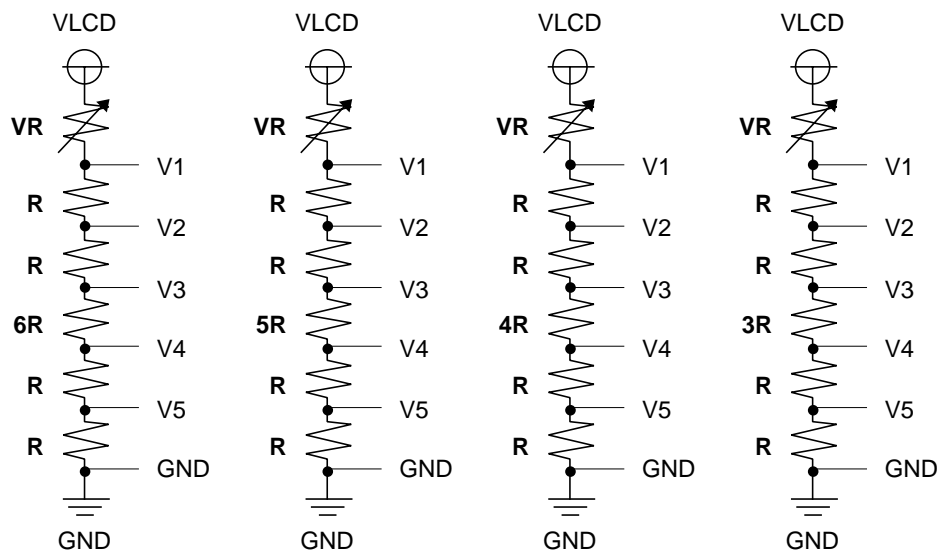 VLCD VLCD VLCD VLCD
VR VR VR VR
V1 V1 V1 V1
R R R R
V2 V2 V2 V2
R R R R
V3 V3 V3 V3
6R 5R 4R 3R
V4 V4 V4 V4
R R R R
V5 V5 V5 V5
R R R R
GND GND GND GND
GND GND GND GND